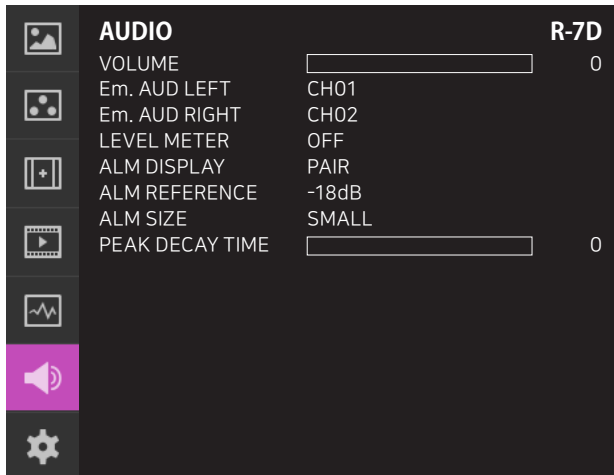 AUDIO R-7D
VOLUME 0
Em. AUD LEFT CH01
Em. AUD RIGHT CH02
LEVEL METER OFF
ALM DISPLAY PAIR
ALM REFERENCE -18dB
ALM SIZE SMALL
PEAK DECAY TIME 0